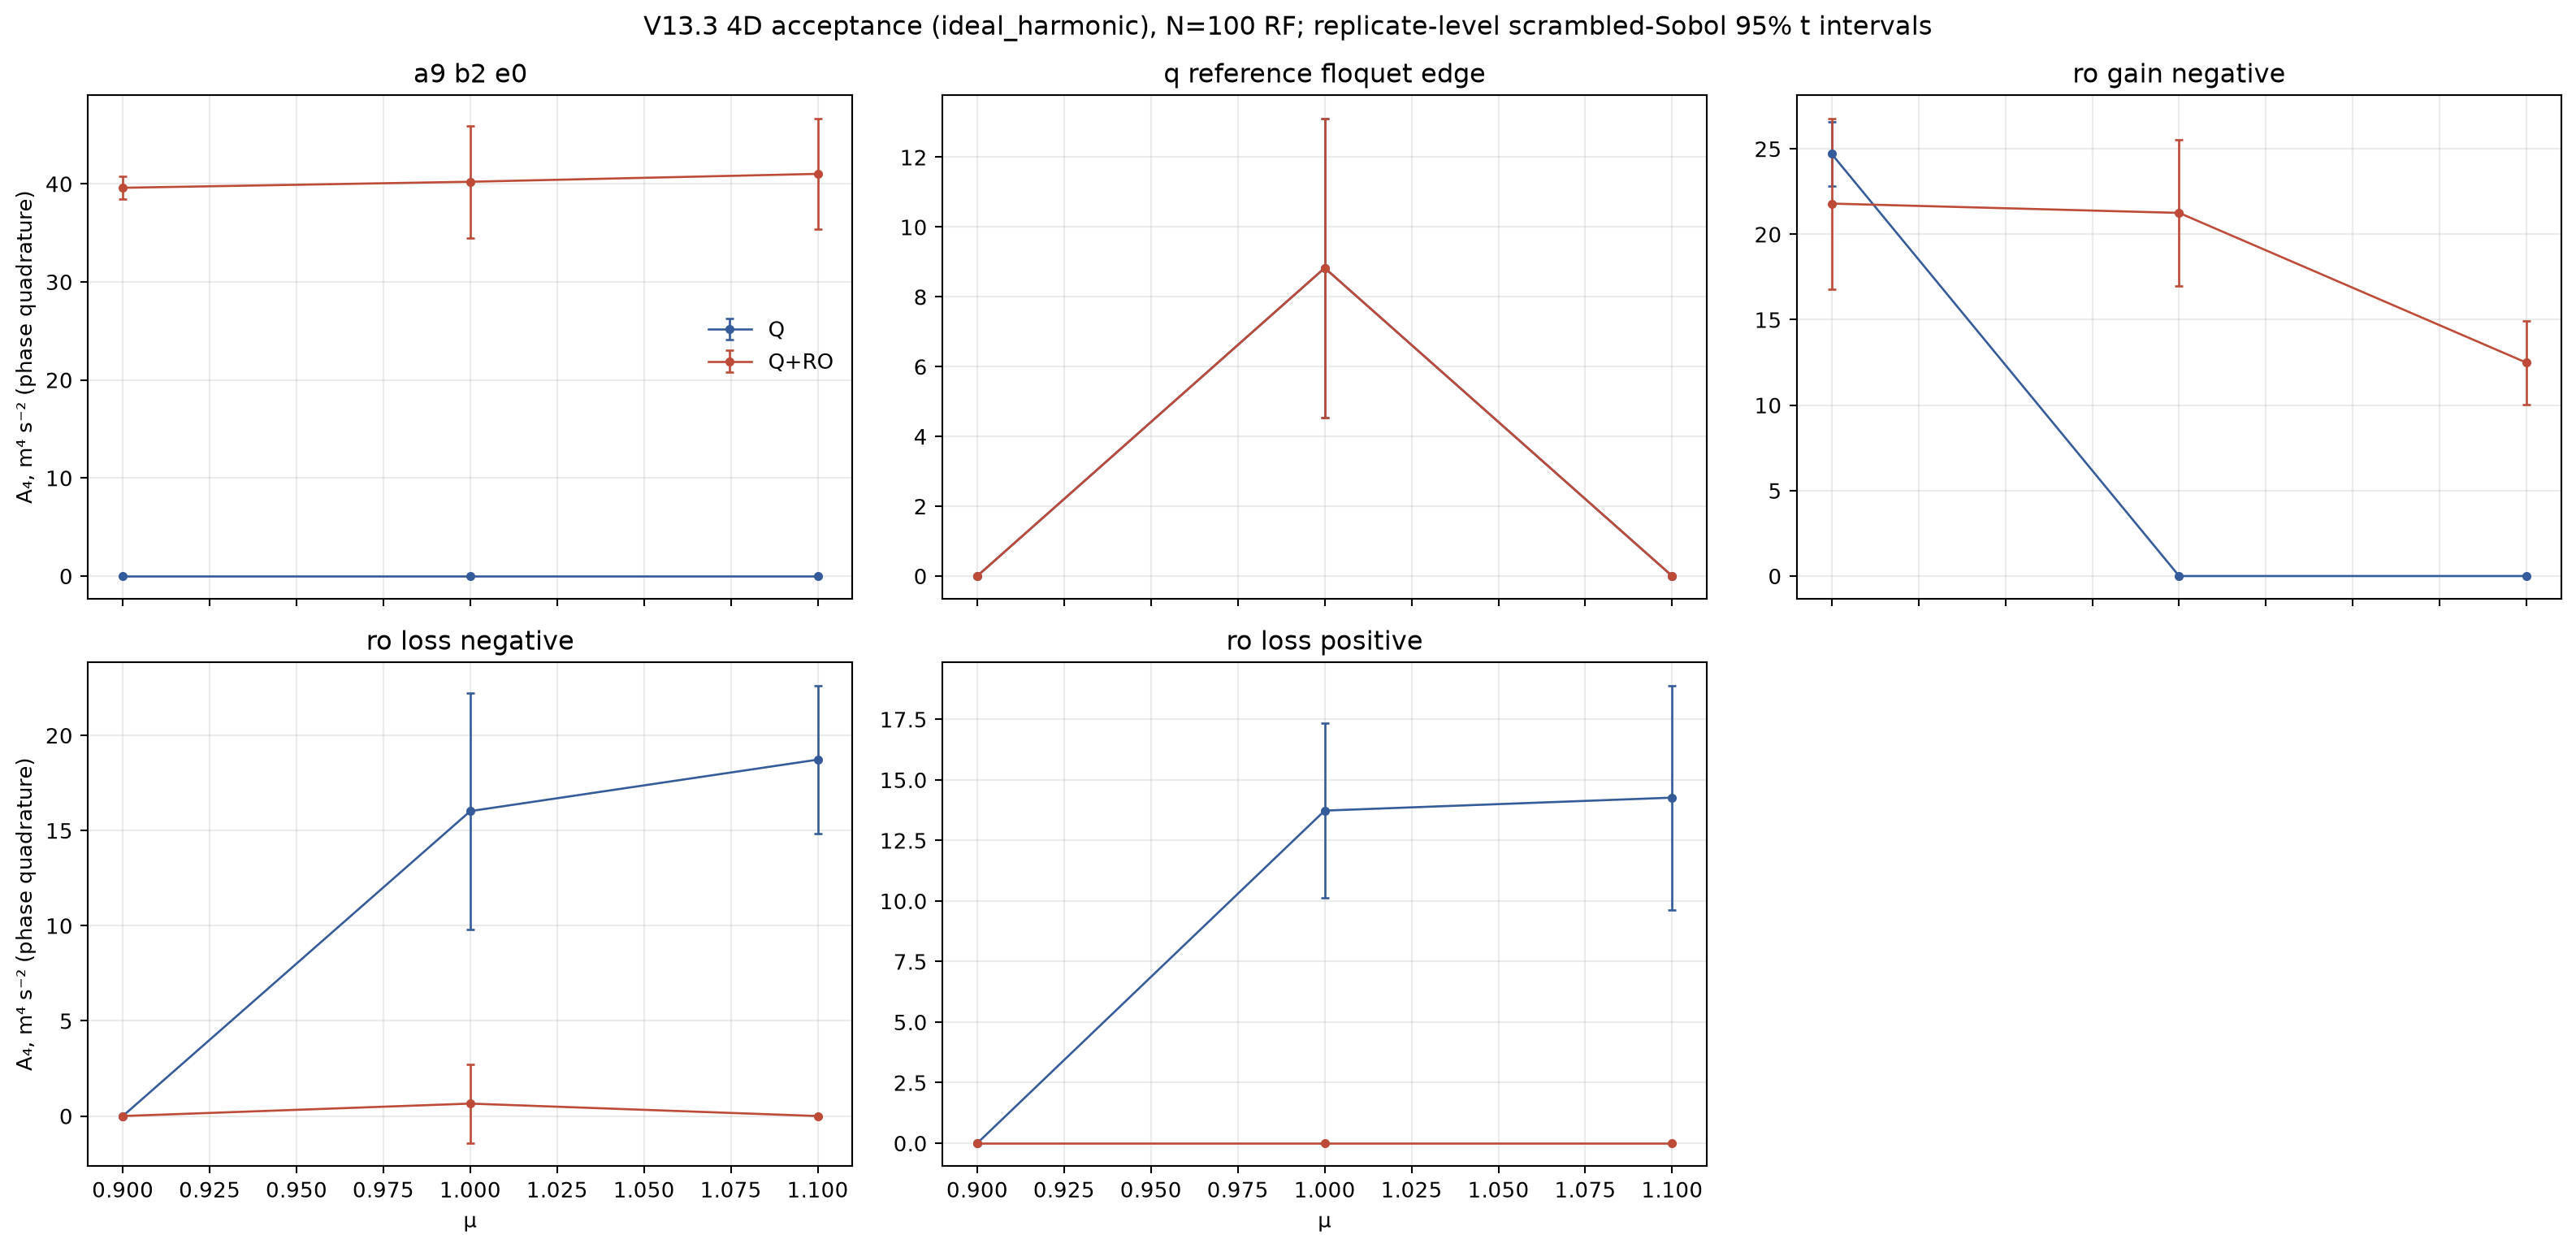 V13.3 4D acceptance (ideal_harmonic), N=100 RF; replicate-level scrambled-Sobol 95% t intervals
a9 b2 e0
A₄, m⁴ s⁻² (phase quadrature)
40
30
20
10
0
Q
Q+RO
q reference floquet edge
12
10
8
6
4
2
0
ro gain negative
25
20
15
10
5
0
ro loss negative
A₄, m⁴ s⁻² (phase quadrature)
20
15
10
5
0
0.900 0.925 0.950 0.975 1.000 1.025 1.050 1.075 1.100
μ
ro loss positive
17.5
15.0
12.5
10.0
7.5
5.0
2.5
0.0
0.900 0.925 0.950 0.975 1.000 1.025 1.050 1.075 1.100
μ